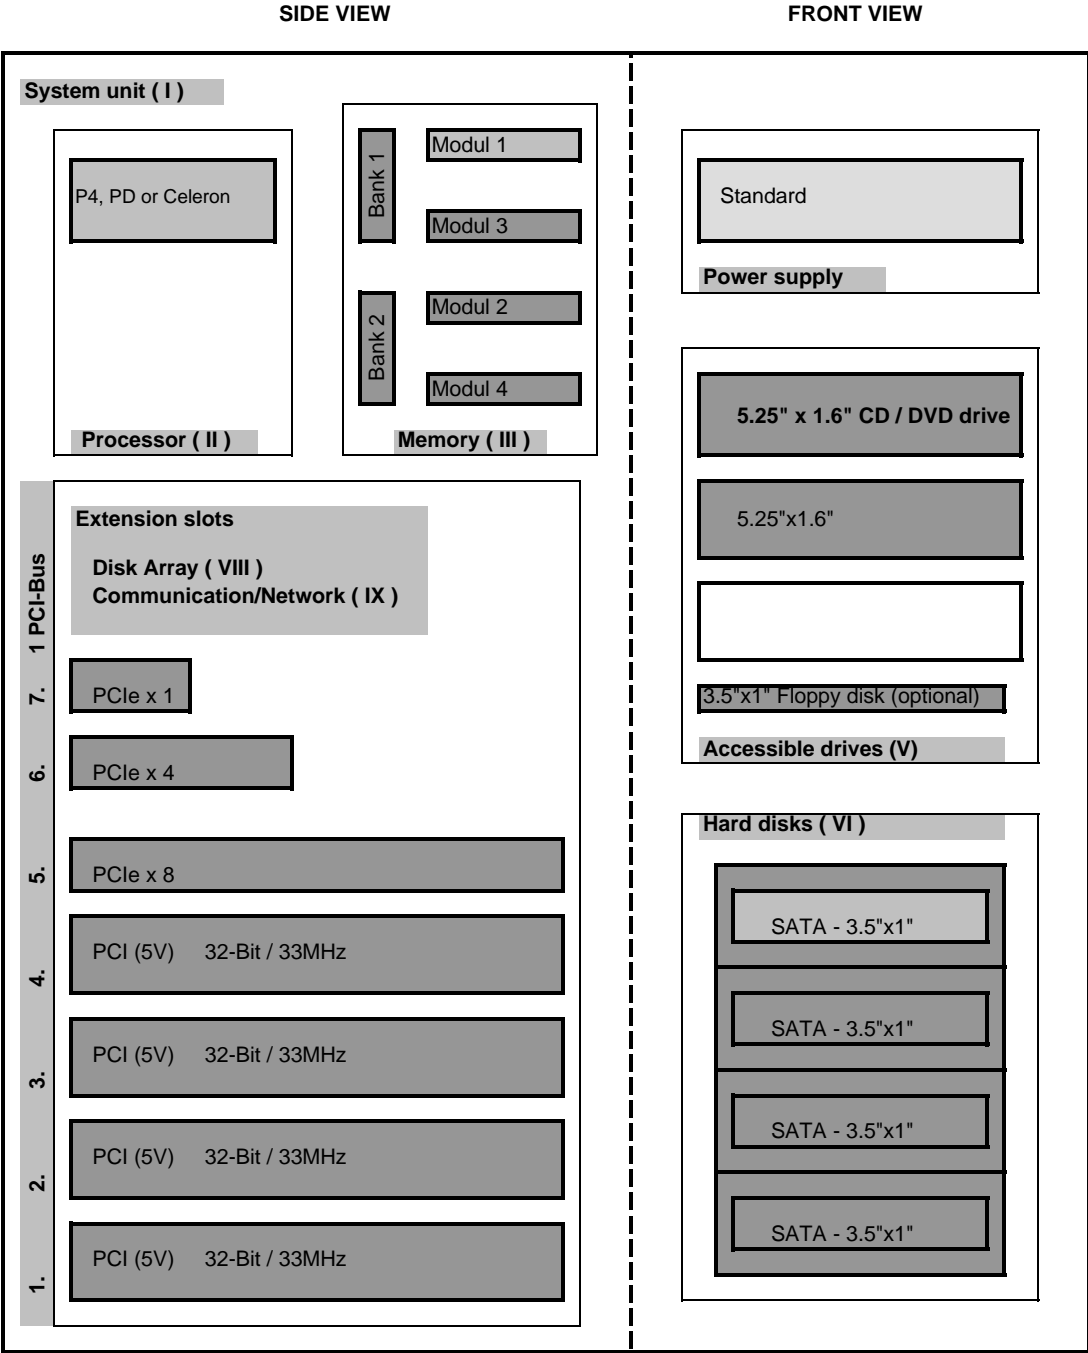 SIDE VIEW
FRONT VIEW
System unit ( I )
P4, PD or Celeron
Processor ( II )
Bank 1
Modul 1
Modul 3
Bank 2
Modul 2
Modul 4
Memory ( III )
1 PCI-Bus
Extension slots
Disk Array ( VIII )
Communication/Network ( IX )
7.
PCIe x 1
6.
PCIe x 4
5.
PCIe x 8
4.
PCI (5V) 32-Bit / 33MHz
3.
PCI (5V) 32-Bit / 33MHz
2.
PCI (5V) 32-Bit / 33MHz
1.
PCI (5V) 32-Bit / 33MHz
Standard
Power supply
5.25" x 1.6" CD / DVD drive
5.25"x1.6"
3.5"x1" Floppy disk (optional)
Accessible drives (V)
Hard disks ( VI )
SATA - 3.5"x1"
SATA - 3.5"x1"
SATA - 3.5"x1"
SATA - 3.5"x1"